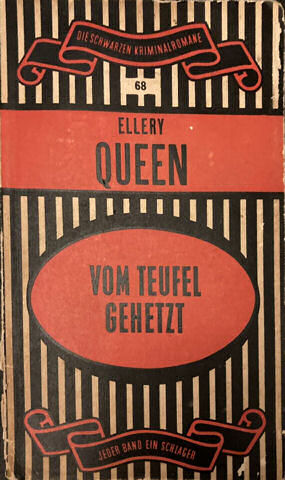 DIE SCHWARZEN KRIMINALROMANE
68
ELLERY
QUEEN
VOM TEUFEL
GEHETZT
JEDER BAND EIN SCHLAGER